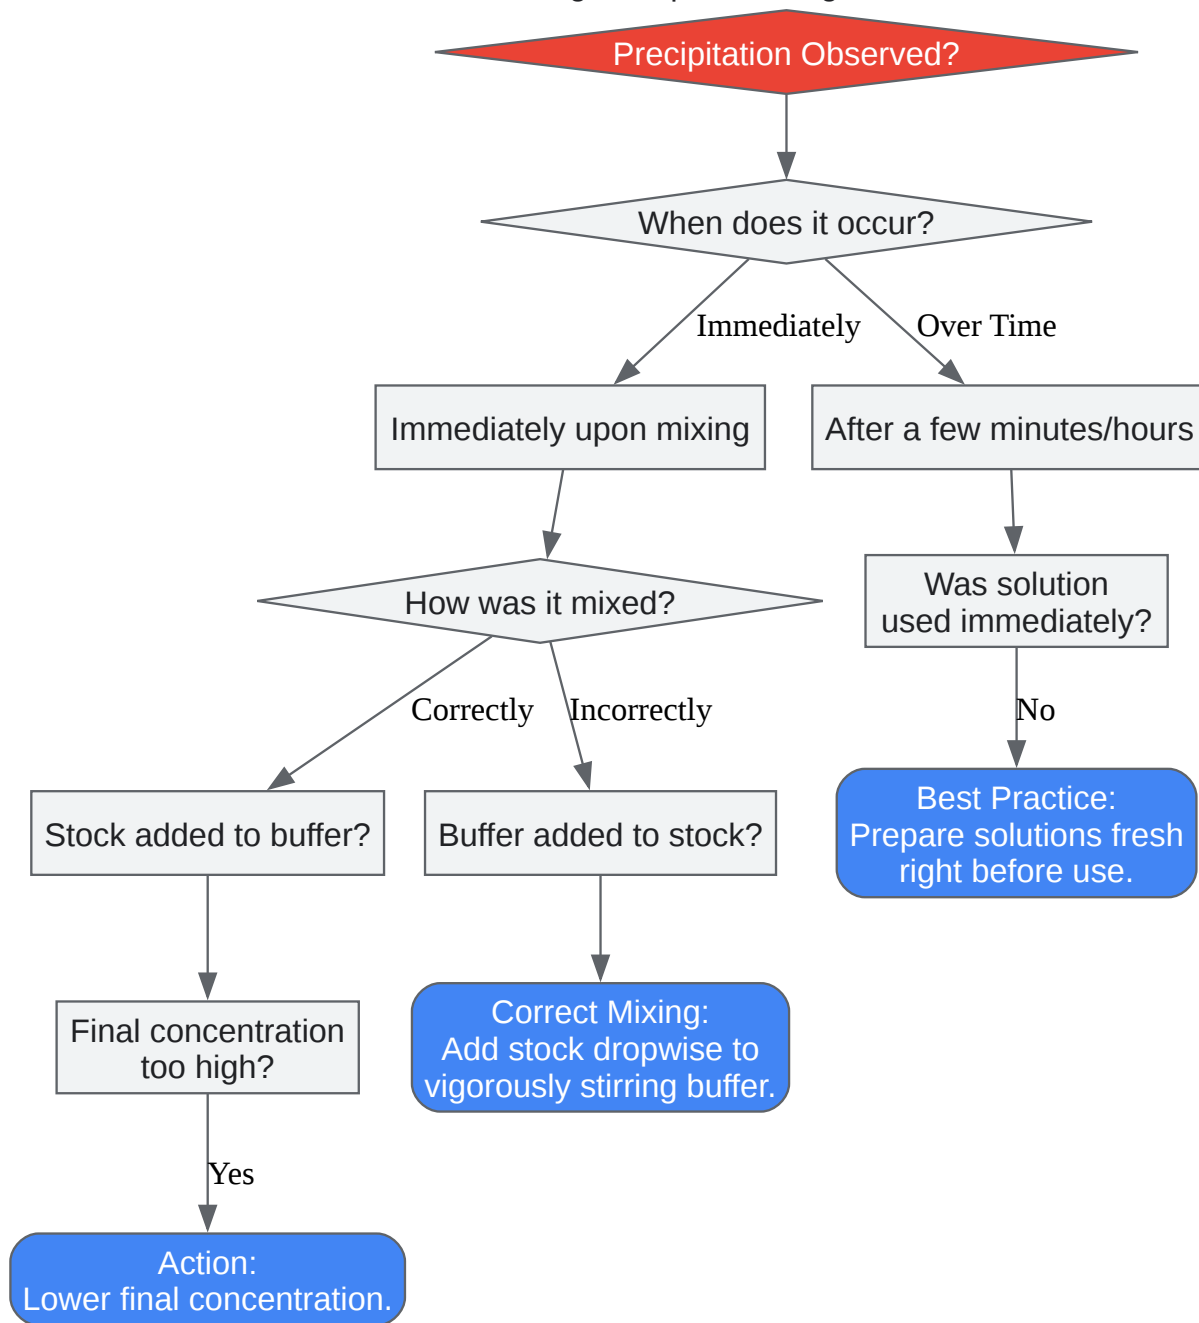 Precipitation Observed?
When does it occur?
Immediately
Over Time
Immediately upon mixing
After a few minutes/hours
How was it mixed?
Was solution
used immediately?
Correctly
Incorrectly
No
Stock added to buffer?
Buffer added to stock?
Best Practice:
Prepare solutions fresh
right before use.
Final concentration
too high?
Correct Mixing:
Add stock dropwise to
vigorously stirring buffer.
Yes
Action:
Lower final concentration.